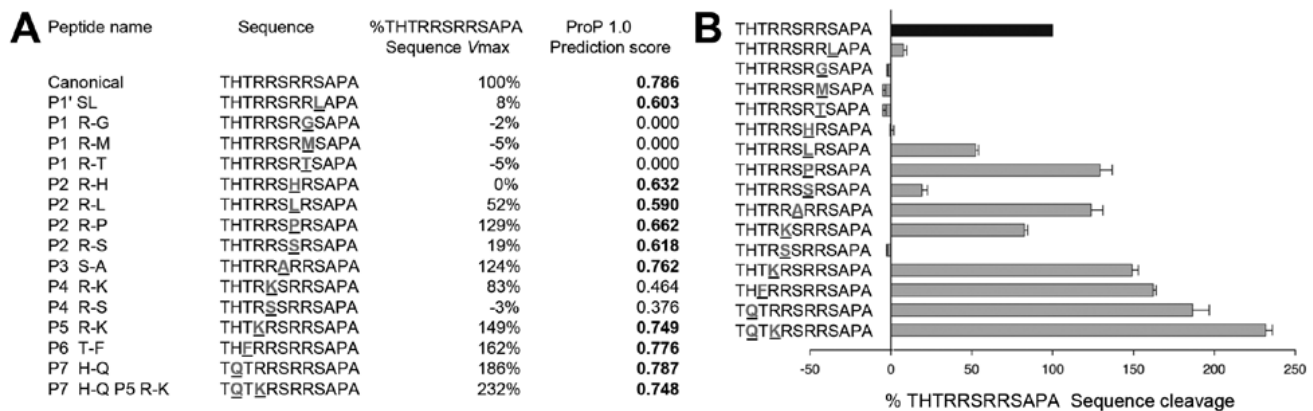 A Peptide name Sequence %THTRRSRRSAPA ProP 1.0
Sequence Vmax Prediction score
Canonical THTRRSRRSAPA 100% 0.786
P1' SL THTRRSRRLAPA 8% 0.603
P1 R-G THTRRSRGSAPA -2% 0.000
P1 R-M THTRRSRMSAPA -5% 0.000
P1 R-T THTRRSRTSAPA -5% 0.000
P2 R-H THTRRSHRSAPA 0% 0.632
P2 R-L THTRRSLRSAPA 52% 0.590
P2 R-P THTRRSPRSAPA 129% 0.662
P2 R-S THTRRSSRSAPA 19% 0.618
P3 S-A THTRRARRSAPA 124% 0.762
P4 R-K THTRKSRRSAPA 83% 0.464
P4 R-S THTRSSRRSAPA -3% 0.376
P5 R-K THTKRSRRSAPA 149% 0.749
P6 T-F THFRRSRRSAPA 162% 0.776
P7 H-Q TQTRRSRRSAPA 186% 0.787
P7 H-Q P5 R-K TQTKRSRRSAPA 232% 0.748
B THTRRSRRSAPA
THTRRSRRLAPA
THTRRSRGSAPA
THTRRSRMSAPA
THTRRSRTSAPA
THTRRSHRSAPA
THTRRSLRSAPA
THTRRSPRSAPA
THTRRSSRSAPA
THTRRARRSAPA
THTRKSRRSAPA
THTRSSRRSAPA
THTKRSRRSAPA
THFRRSRRSAPA
TQTRRSRRSAPA
TQTKRSRRSAPA
-50 0 50 100 150 200 250
% THTRRSRRSAPA Sequence cleavage